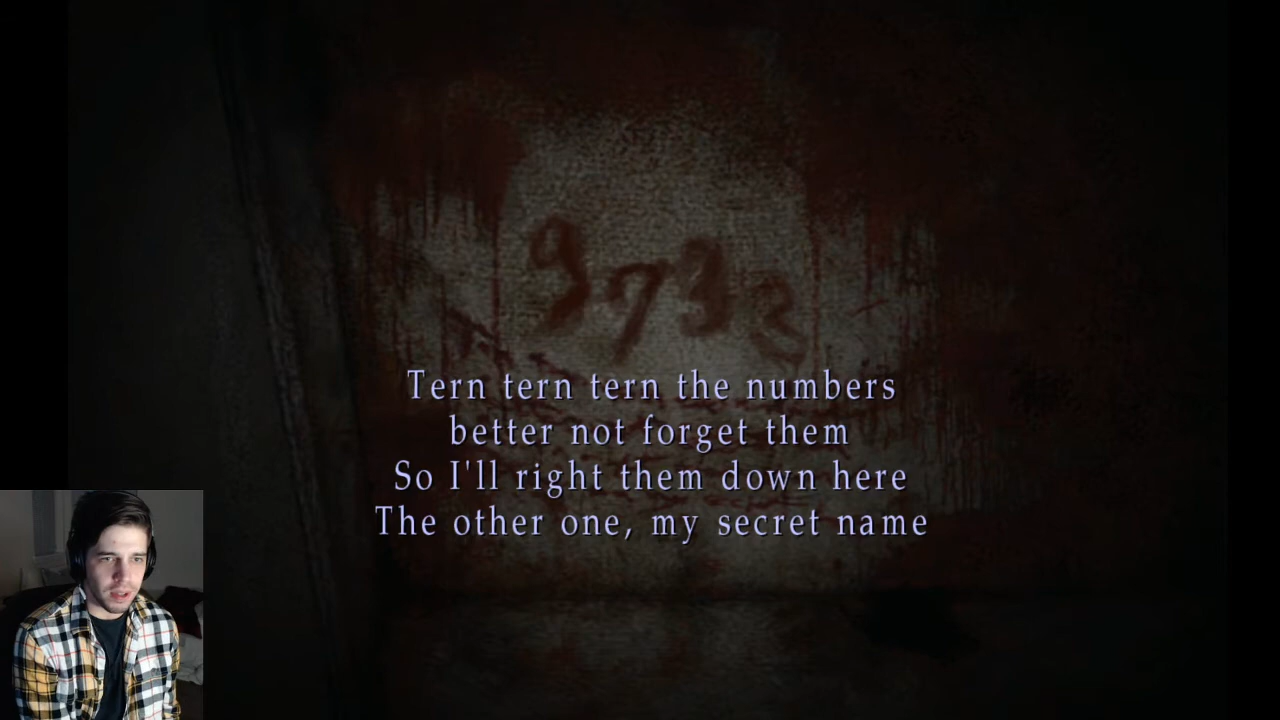 Tern tern tern the numbers
better not forget them
So I'll right them down here
The other one, my secret name